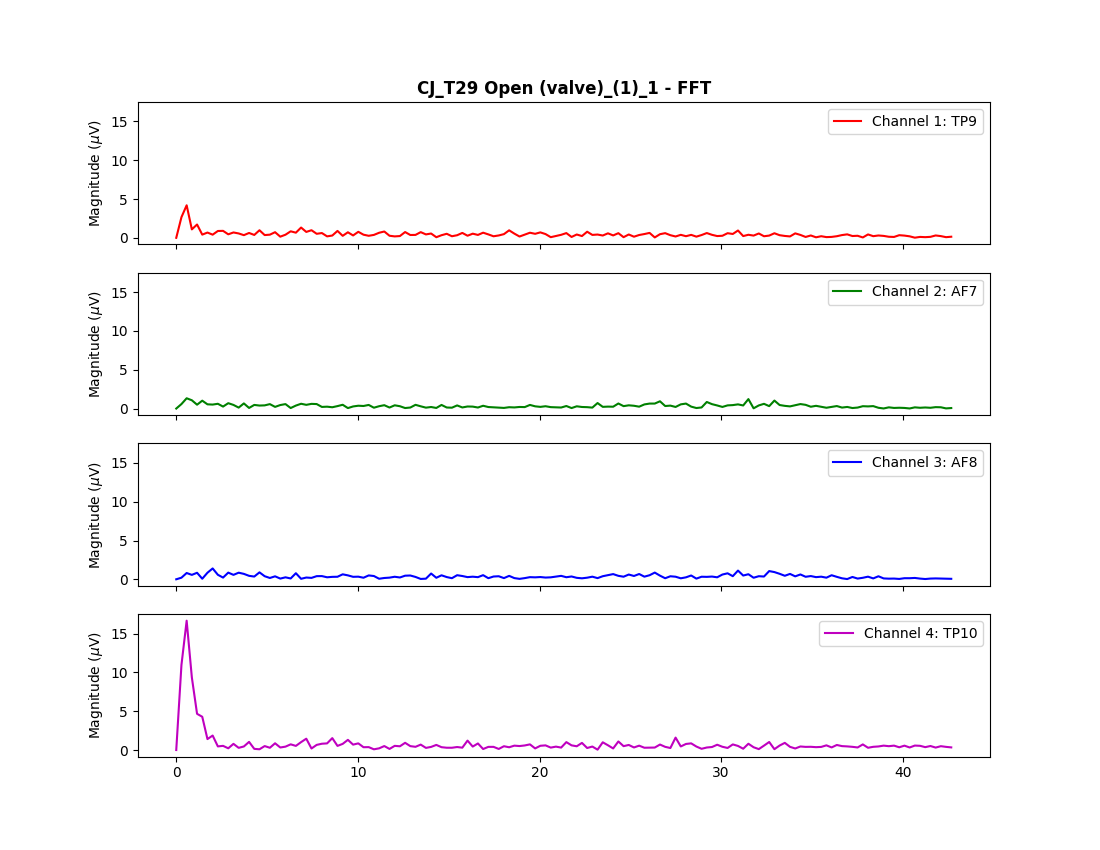 CJ_T29 Open (valve)_(1)_1 - FFT
Magnitude (μV)
15
10
5
0
Channel 1: TP9
Magnitude (μV)
15
10
5
0
Channel 2: AF7
Magnitude (μV)
15
10
5
0
Channel 3: AF8
Magnitude (μV)
15
10
5
0
Channel 4: TP10
0 10 20 30 40